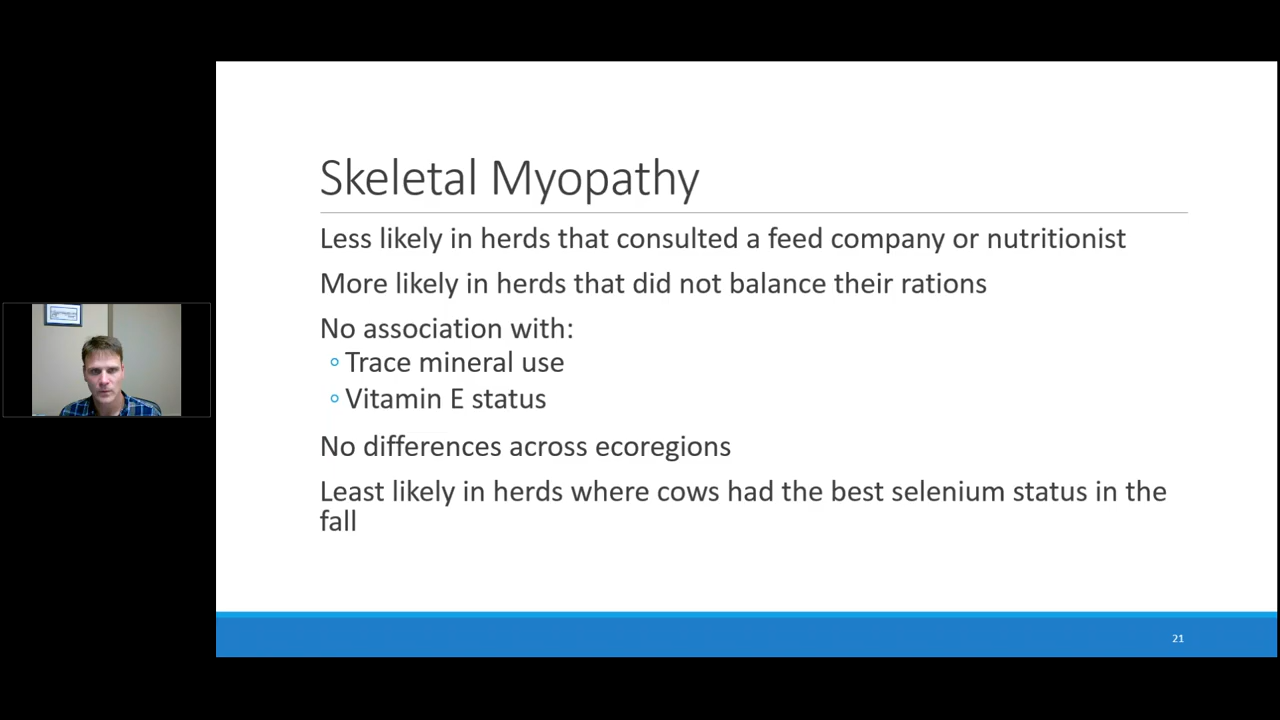 Skeletal Myopathy
Less likely in herds that consulted a feed company or nutritionist
More likely in herds that did not balance their rations
No association with:
◦Trace mineral use
◦Vitamin E status
No differences across ecoregions
Least likely in herds where cows had the best selenium status in the
fall
21